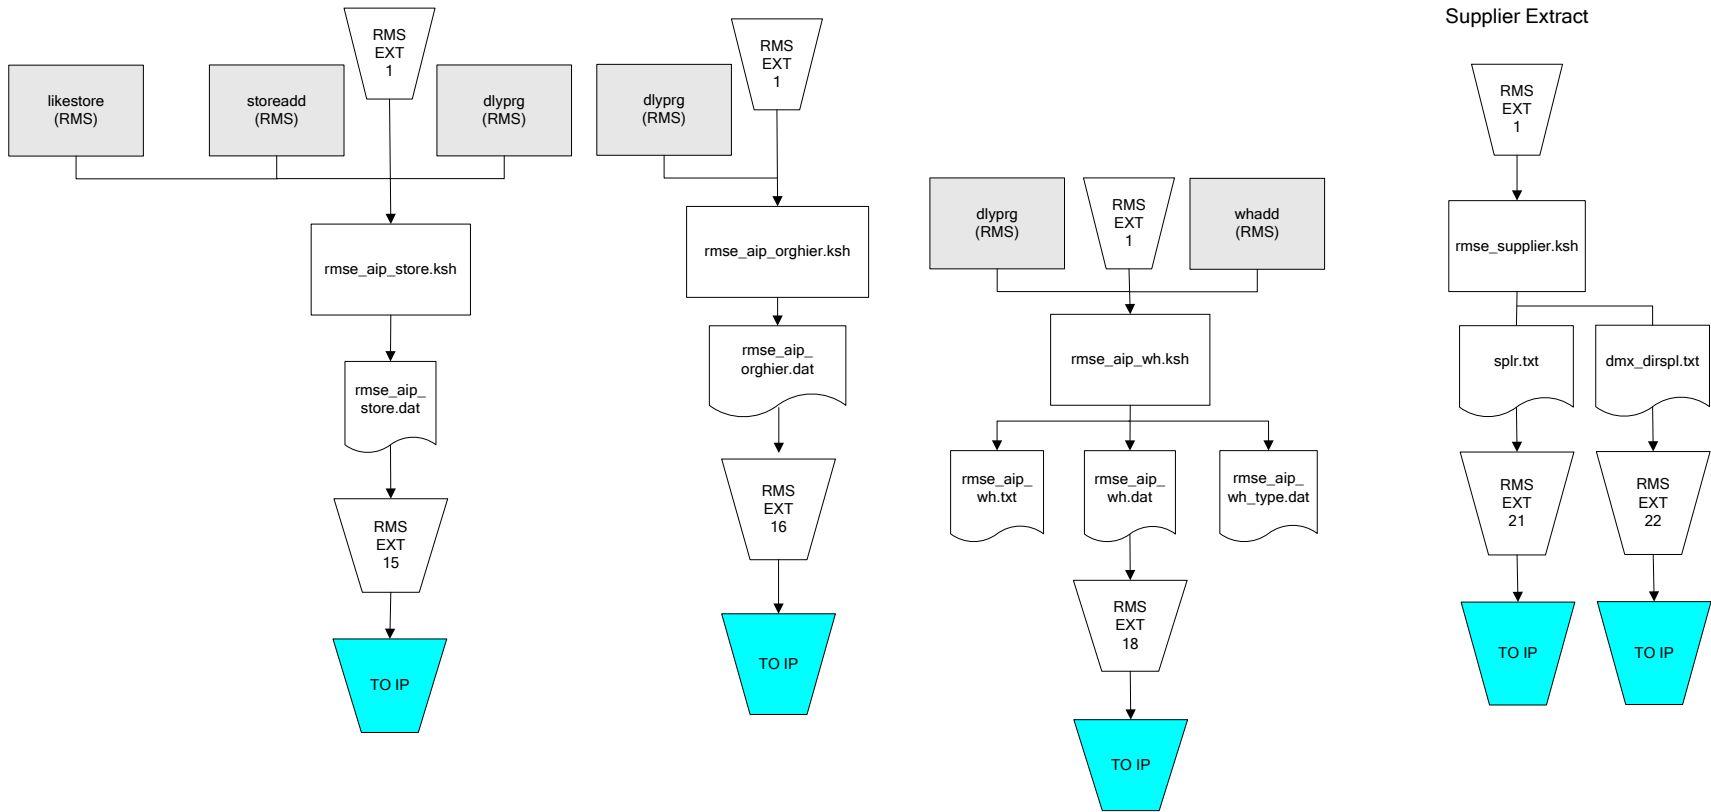 Supplier Extract
RMS
EXT
1
likestore
(RMS)
storeadd
(RMS)
dlyprg
(RMS)
rmse_aip_store.ksh
rmse_aip_
store.dat
RMS
EXT
15
TO IP
RMS
EXT
1
dlyprg
(RMS)
rmse_aip_orghier.ksh
rmse_aip_
orghier.dat
RMS
EXT
16
TO IP
dlyprg
(RMS)
RMS
EXT
1
whadd
(RMS)
rmse_aip_wh.ksh
rmse_aip_
wh.txt
rmse_aip_
wh.dat
rmse_aip_
wh_type.dat
RMS
EXT
18
TO IP
RMS
EXT
1
rmse_supplier.ksh
splr.txt
dmx_dirspl.txt
RMS
EXT
21
RMS
EXT
22
TO IP
TO IP